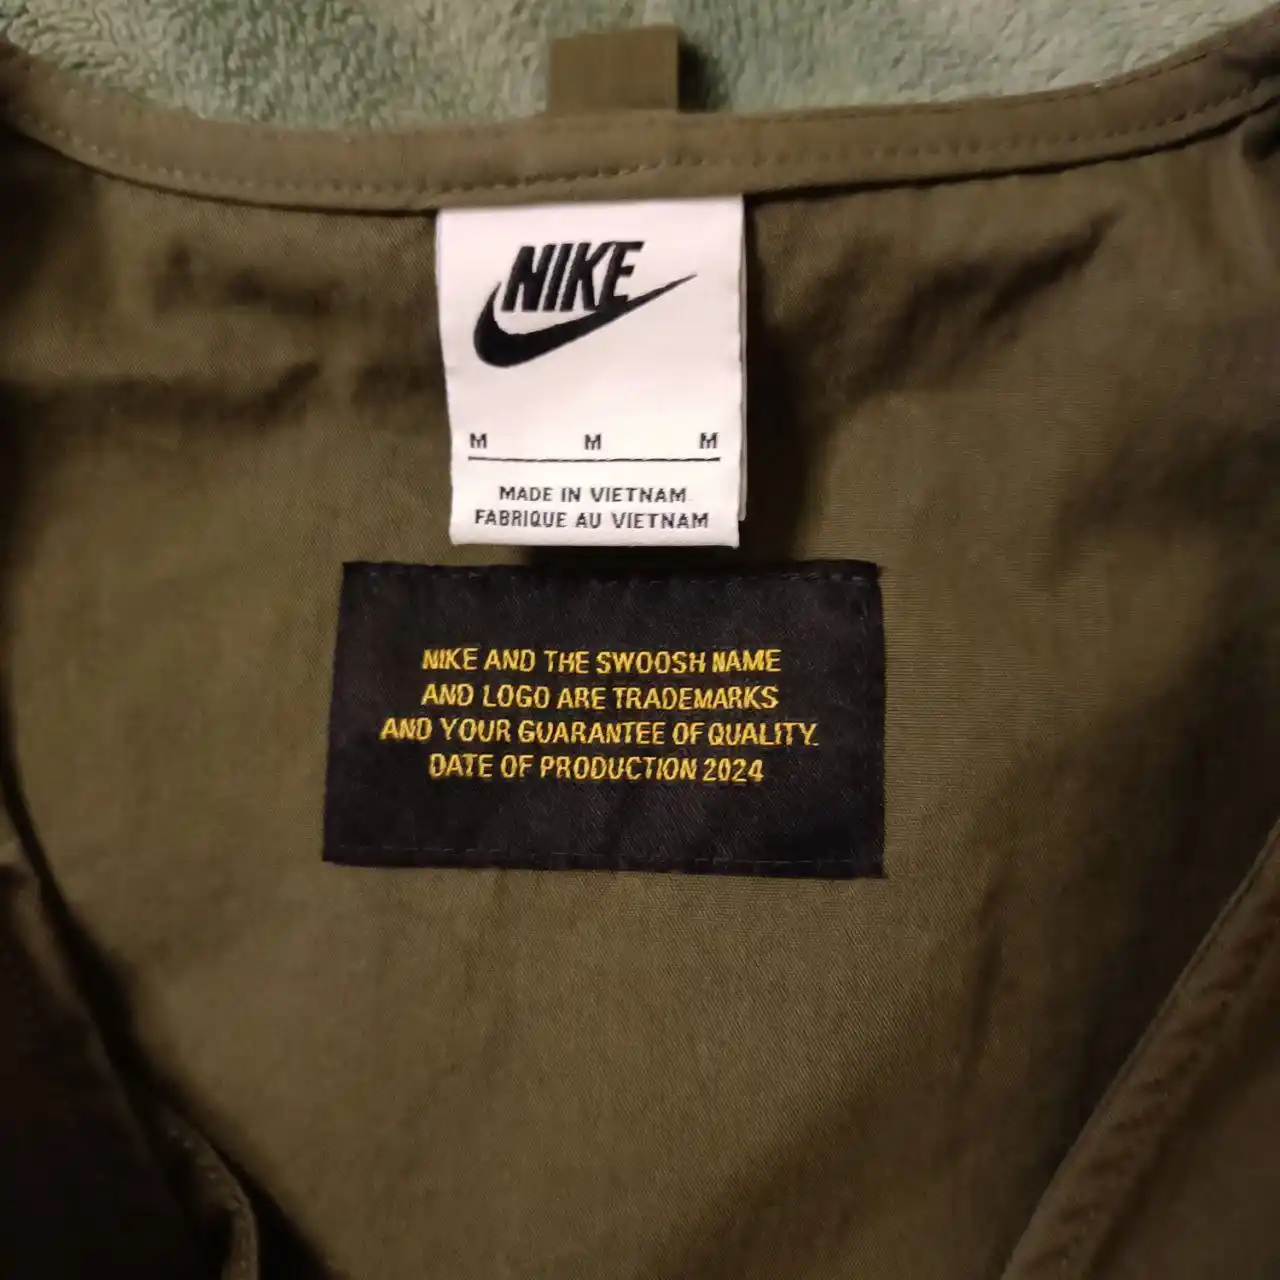 NIKE
M M M
MADE IN VIETNAM
FABRIQUE AU VIETNAM
NIKE AND THE SWOOSH NAME
AND LOGO ARE TRADEMARKS
AND YOUR GUARANTEE OF QUALITY.
DATE OF PRODUCTION 2024